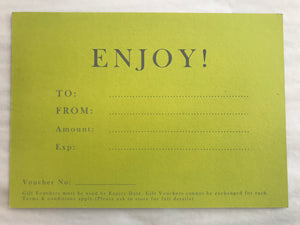 ENJOY!
TO:
FROM:
Amount:
Exp:
Voucher No:
Gift Vouchers must be used by Expiry Date. Gift Vouchers cannot be exchanged for cash.
Terms & conditions apply.(Please ask in store for full details)